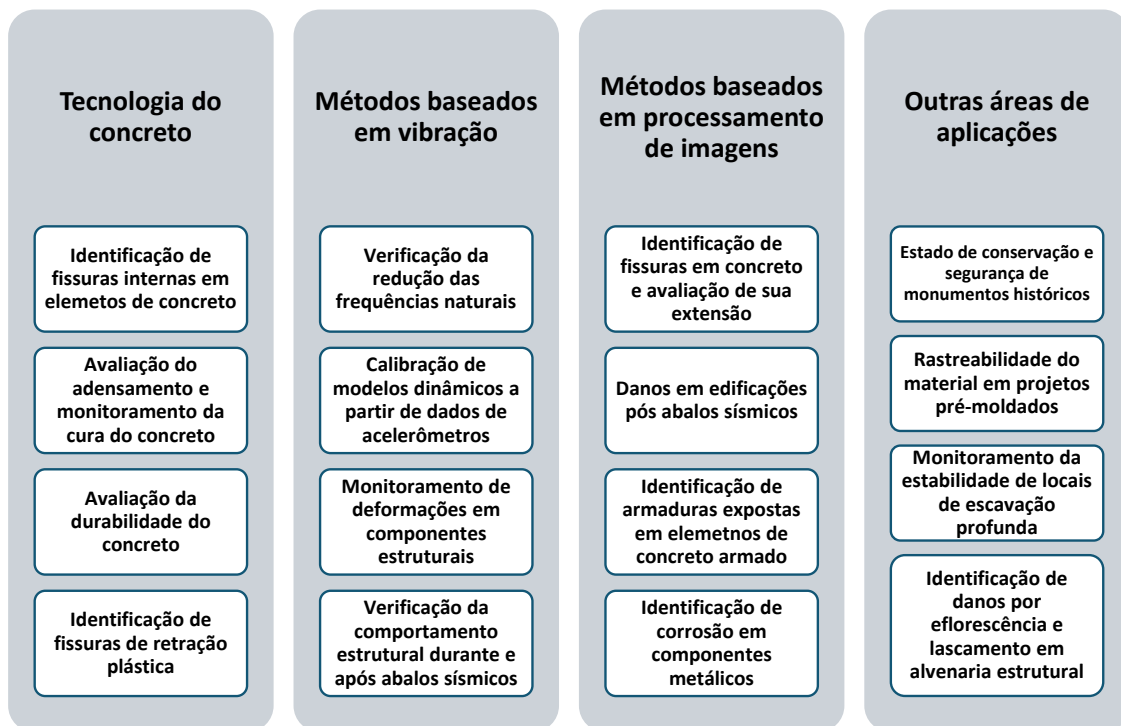 Tecnologia do
concreto
Identificação de
fissuras internas em
elemetos de concreto
Avaliação do
adensamento e
monitoramento da
cura do concreto
Avaliação da
durabilidade do
concreto
Identificação de
fissuras de retração
plástica
Métodos baseados
em vibração
Verificação da
redução das
frequências naturais
Calibração de
modelos dinâmicos a
partir de dados de
acelerômetros
Monitoramento de
deformações em
componentes
estruturais
Verificação da
comportamento
estrutural durante e
após abalos sísmicos
Métodos baseados
em processamento
de imagens
Identificação de
fissuras em concreto
e avaliação de sua
extensão
Danos em edificações
pós abalos sísmicos
Identificação de
armaduras expostas
em elemetnos de
concreto armado
Identificação de
corrosão em
componentes
metálicos
Outras áreas de
aplicações
Estado de conservação e
segurança de
monumentos históricos
Rastreabilidade do
material em projetos
pré-moldados
Monitoramento da
estabilidade de locais
de escavação
profunda
Identificação de
danos por
eflorescência e
lascamento em
alvenaria estrutural